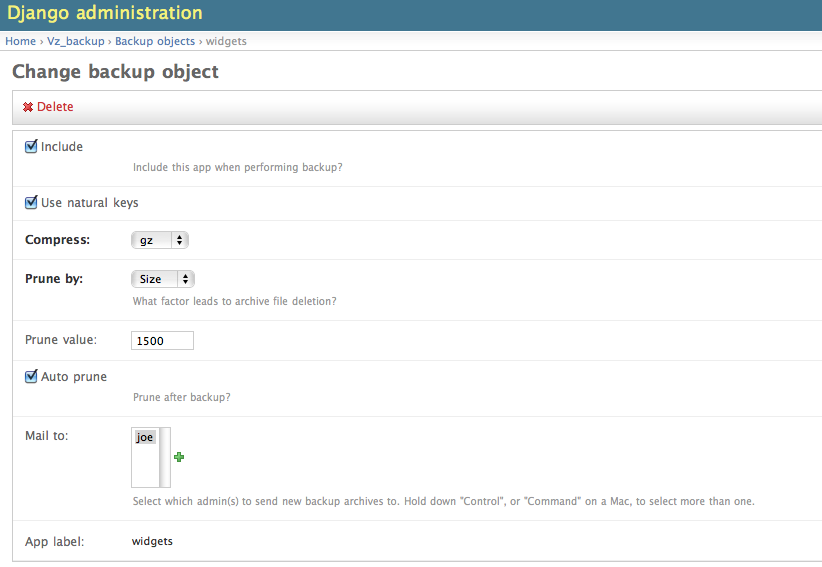 Django administration
Home › Vz_backup › Backup objects › widgets
Change backup object
Delete
Include
Include this app when performing backup?
Use natural keys
Compress: gz
Prune by: Size
What factor leads to archive file deletion?
Prune value: 1500
Auto prune
Prune after backup?
Mail to: joe
Select which admin(s) to send new backup archives to. Hold down "Control", or "Command" on a Mac, to select more than one.
App label: widgets